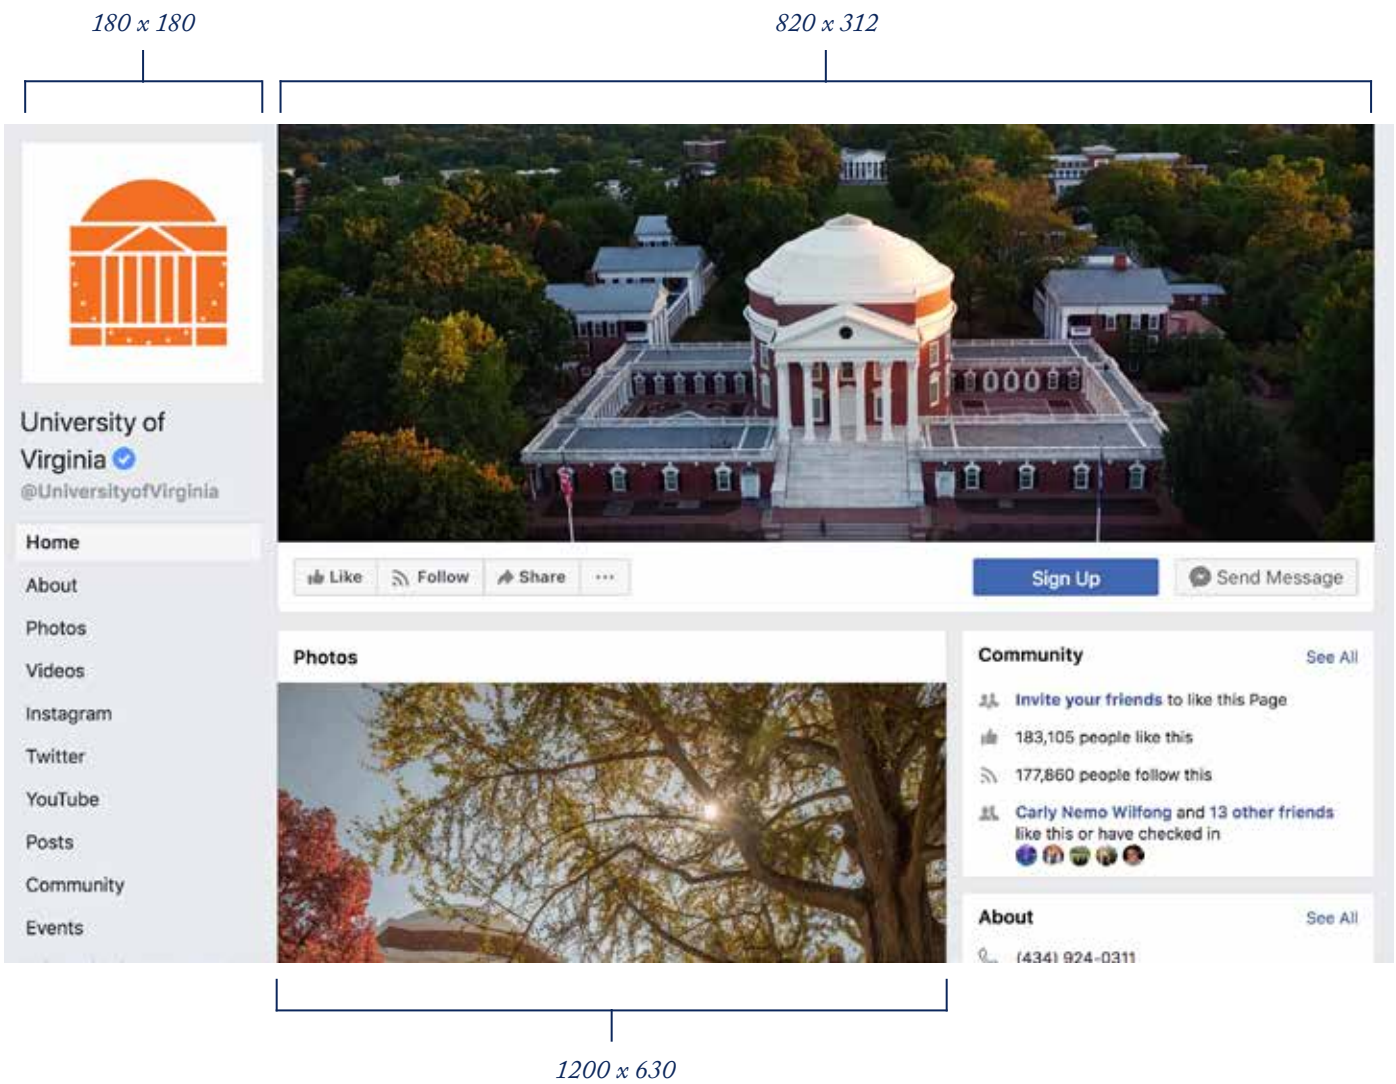 180 x 180
820 x 312
University of
Virginia
@UniversityofVirginia
Home
About
Photos
Videos
Instagram
Twitter
YouTube
Posts
Community
Events
Like
Follow
Share
...
Sign Up
Send Message
Photos
Community
See All
Invite your friends to like this Page
183,105 people like this
177,860 people follow this
Carly Nemo Wilfong and 13 other friends
like this or have checked in
About
See All
(434) 924-0311
1200 x 630